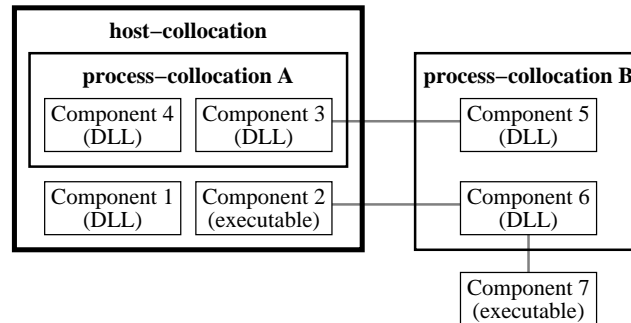 host–collocation
process–collocation A
process–collocation B
Component 4
(DLL)
Component 3
(DLL)
Component 5
(DLL)
Component 1
(DLL)
Component 2
(executable)
Component 6
(DLL)
Component 7
(executable)